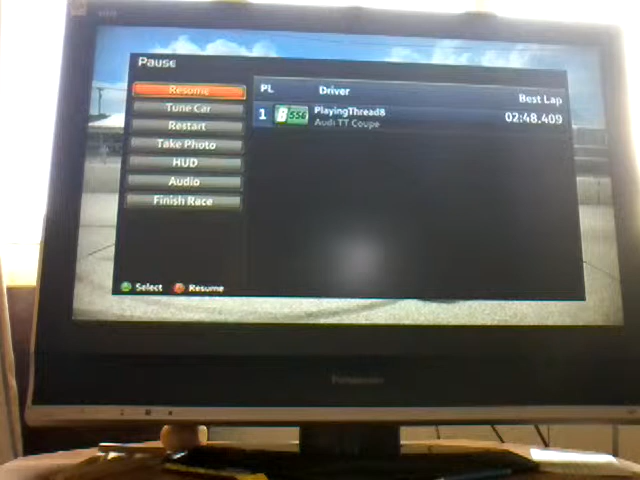 Pause
Resume
Tune Car
Restart
Take Photo
HUD
Audio
Finish Race
PL Driver Best Lap
1 B 556 PlayingThread8 02:48.409
Audi TT Coupe
Select Resume
Panasonic